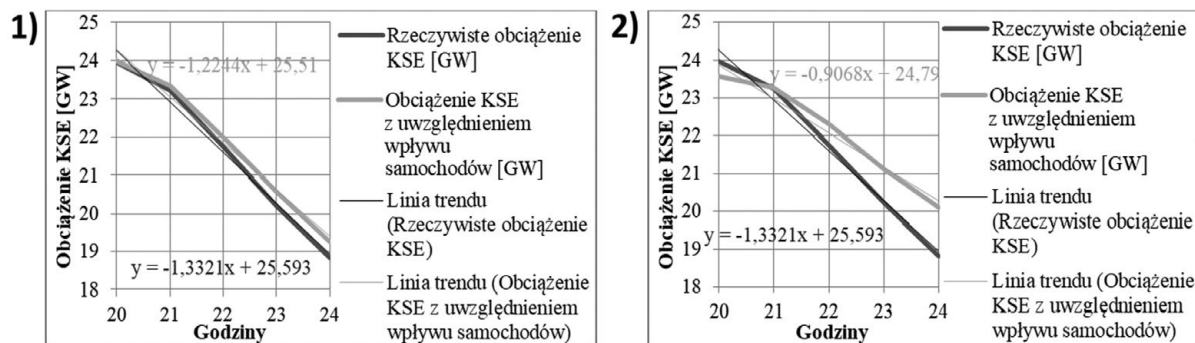 1)
Obciążenie KSE [GW]
25
24
23
22
21
20
19
18
y = -1,2244x + 25,51
y = -1,3321x + 25,593
20 21 22 23 24
Godziny
Rzeczywiste obciążenie
KSE [GW]
Obciążenie KSE
z uwzględnieniem
wpływu
samochodów [GW]
Linia trendu
(Rzeczywiste obciążenie
KSE)
Linia trendu (Obciążenie
KSE z uwzględnieniem
wpływu samochodów)
2)
Obciążenie KSE [GW]
25
24
23
22
21
20
19
18
y = -0,9068x + 24,79
y = -1,3321x + 25,593
20 21 22 23 24
Godziny
Rzeczywiste obciążenie
KSE [GW]
Obciążenie KSE
z uwzględnieniem
wpływu
samochodów [GW]
Linia trendu
(Rzeczywiste obciążenie
KSE)
Linia trendu (Obciążenie
KSE z uwzględnieniem
wpływu samochodów)